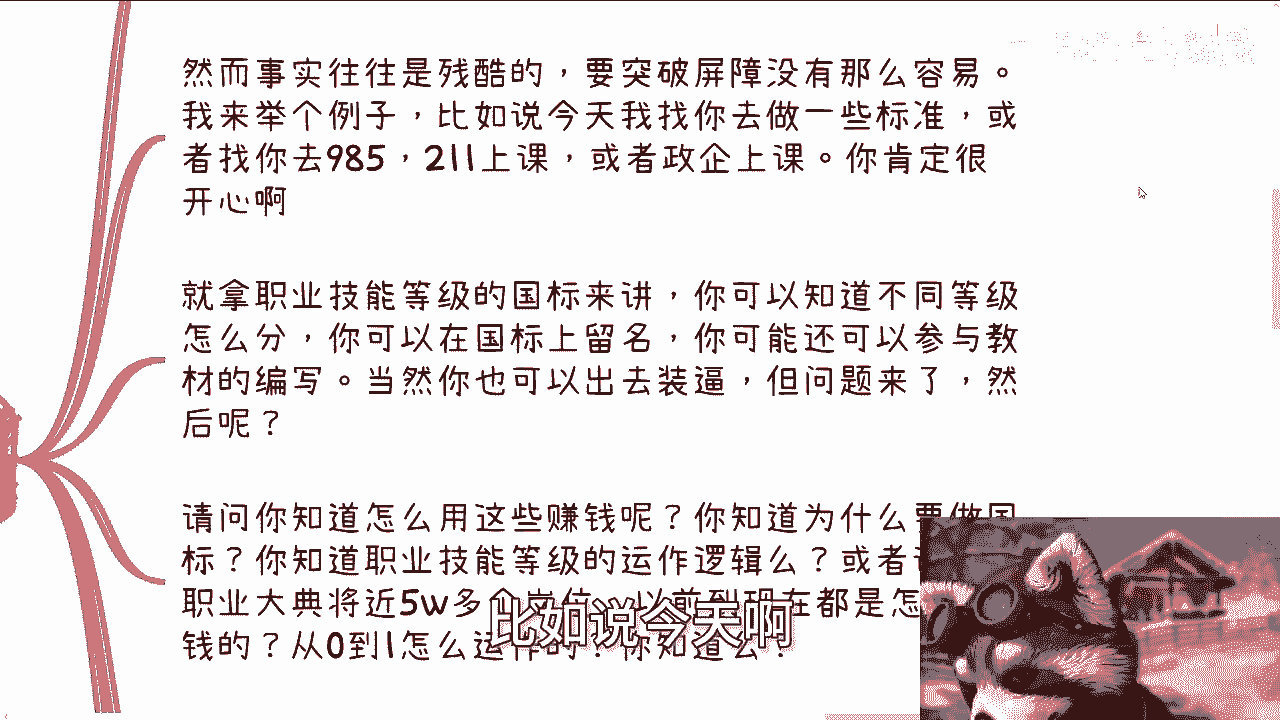 然而事实往往是残酷的，要突破屏障没有那么容易。
我来举个例子，比如说今天我找你去做一些标准，或
者找你去985，211上课，或者政企上课。你肯定很
开心啊
就拿职业技能等级的国标来讲，你可以知道不同等级
怎么分，你可以在国标上留名，你可能还可以参与教
材的编写。当然你也可以出去装逼，但问题来了，然
后呢？
请问你知道怎么用这些赚钱呢？你知道为什么要做国
标？你知道职业技能等级的运作逻辑么？或者
职业大典将近5w多个岗位，以前到现在都是怎
钱的？从0到1怎么运作的？你知道么？
比如说今天啊